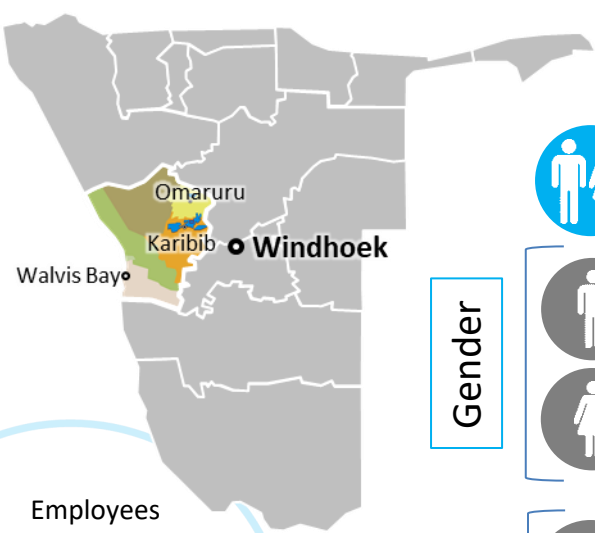 Omaruru
Karibib
Windhoek
Walvis Bay
Gender
Employees